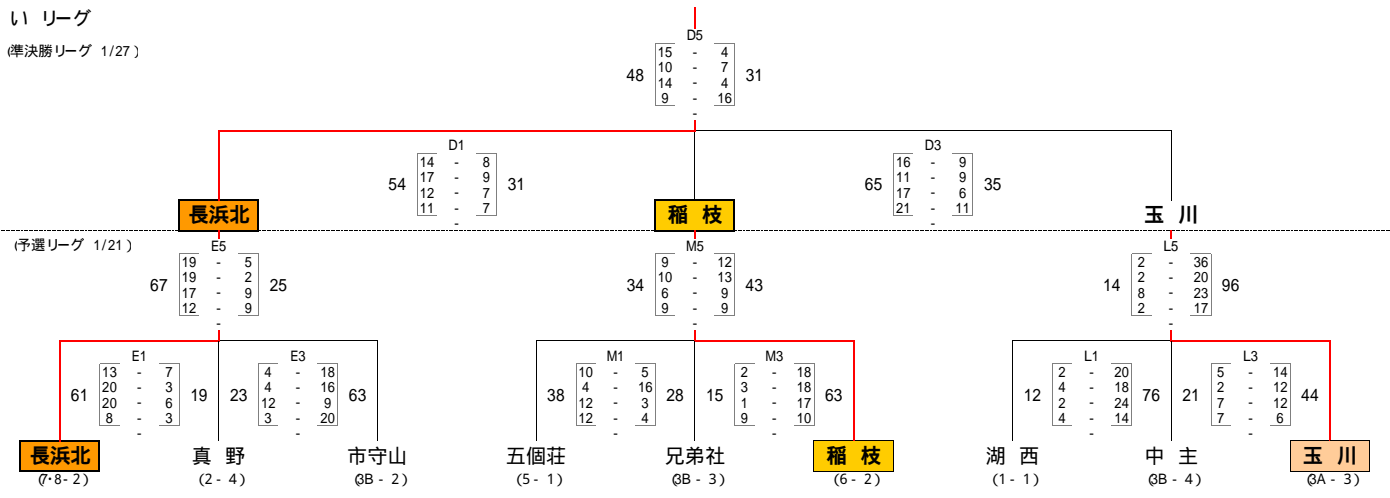 い リーグ
(準決勝リーグ 1/27)
D5
48 31
15 - 4
10 - 7
14 - 4
9 - 16
-
D1
54 31
14 - 8
17 - 9
12 - 7
11 - 7
-
D3
65 35
16 - 9
11 - 9
17 - 6
21 - 11
-
長浜北 稲 枝 玉 川
(予選リーグ 1/21)
E5
67 25
19 - 5
19 - 2
17 - 9
12 - 9
-
M5
34 43
9 - 12
10 - 13
6 - 9
9 - 9
-
L5
14 96
2 - 36
2 - 20
8 - 23
2 - 17
-
E1
61 19
13 - 7
20 - 3
20 - 6
8 - 3
-
E3
23 63
4 - 18
4 - 16
12 - 9
3 - 20
-
M1
38 28
10 - 5
4 - 16
12 - 3
12 - 4
-
M3
15 63
2 - 18
3 - 18
1 - 17
9 - 10
-
L1
12 76
2 - 20
4 - 18
2 - 24
4 - 14
-
L3
21 44
5 - 14
2 - 12
7 - 12
7 - 6
-
長浜北 真 野 市守山 五個荘 兄弟社 稲 枝 湖 西 中 主 玉 川
(7・8 - 2) (2 - 4) (3B - 2) (5 - 1) (3B - 3) (6 - 2) (1 - 1) (3B - 4) (3A - 3)